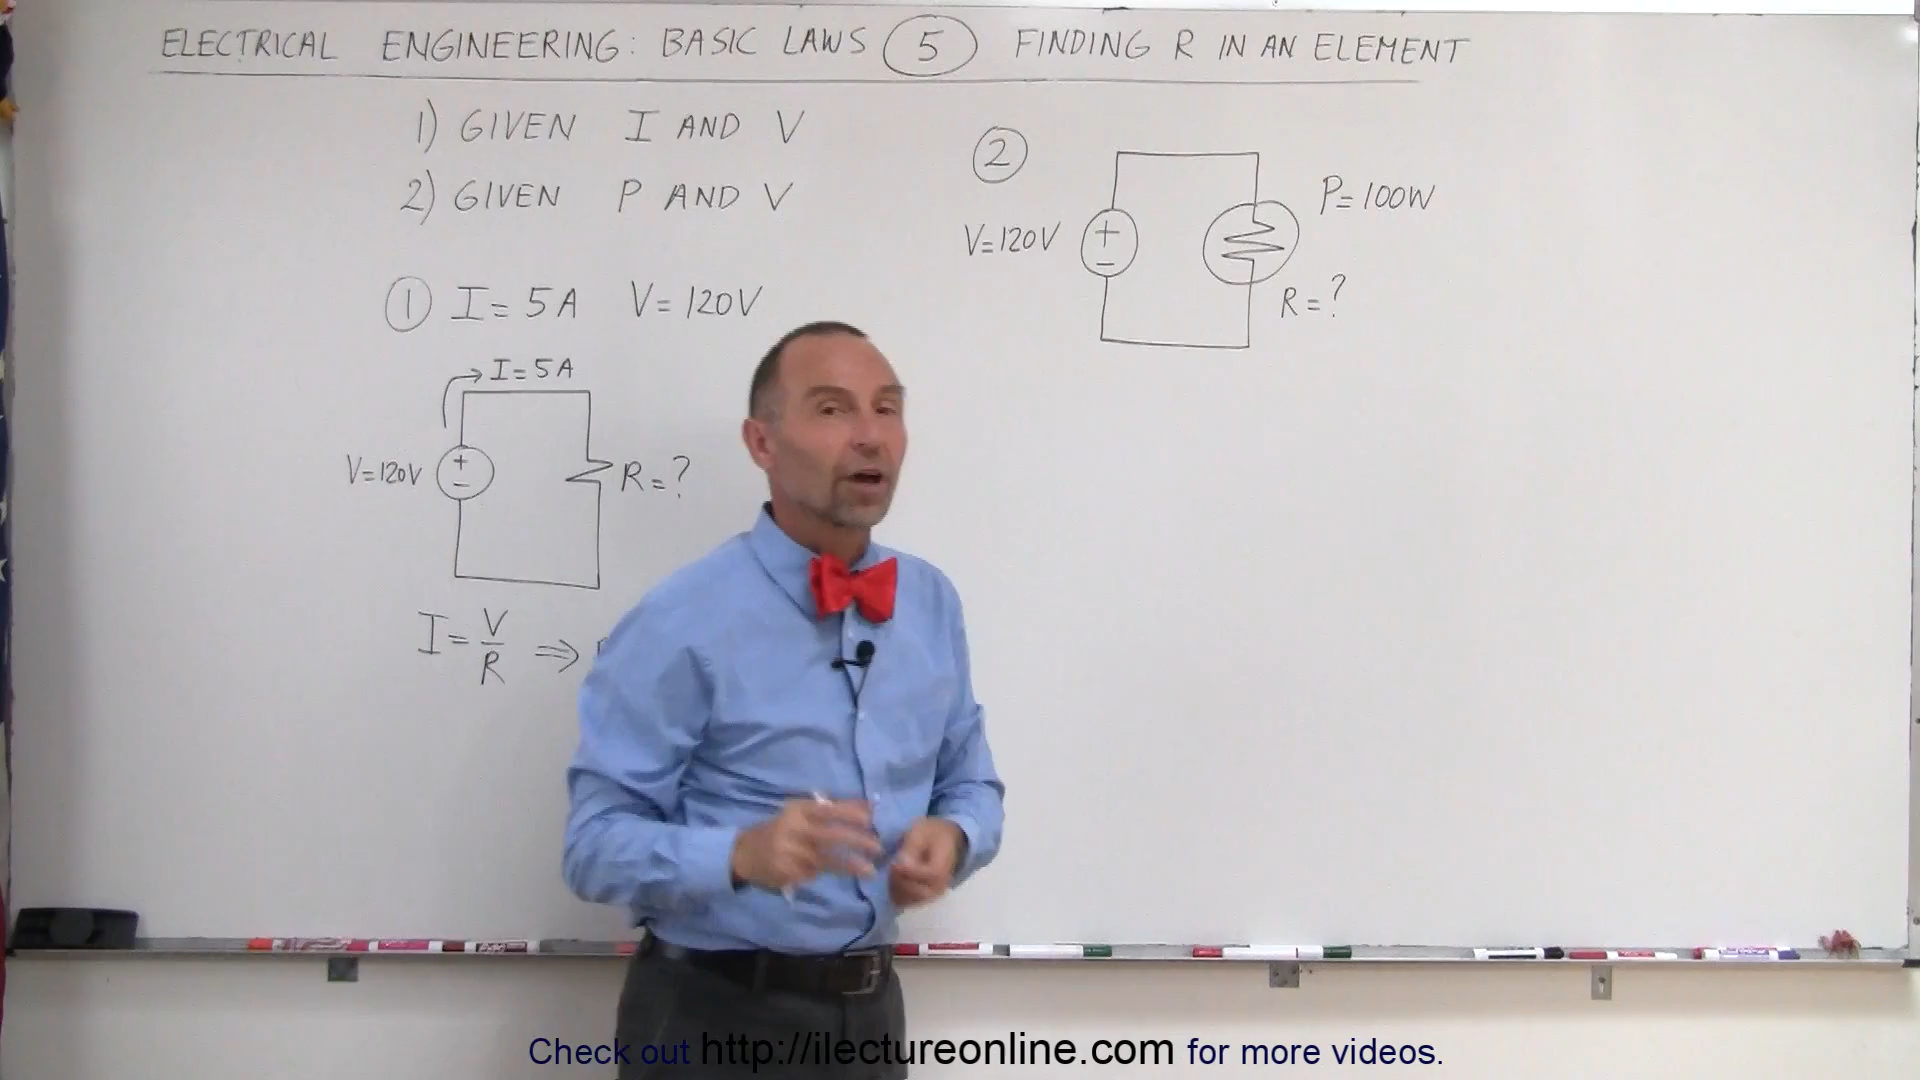 ELECTRICAL ENGINEERING: BASIC LAWS 5 FINDING R IN AN ELEMENT
1) GIVEN I AND V
2) GIVEN P AND V
1 I = 5A V = 120V
I = 5A
V=120V
+
−
R = ?
I = V/R ⇒
2
P = 100W
V=120V
+
−
R = ?
Check out http://ilectureonline.com for more videos.